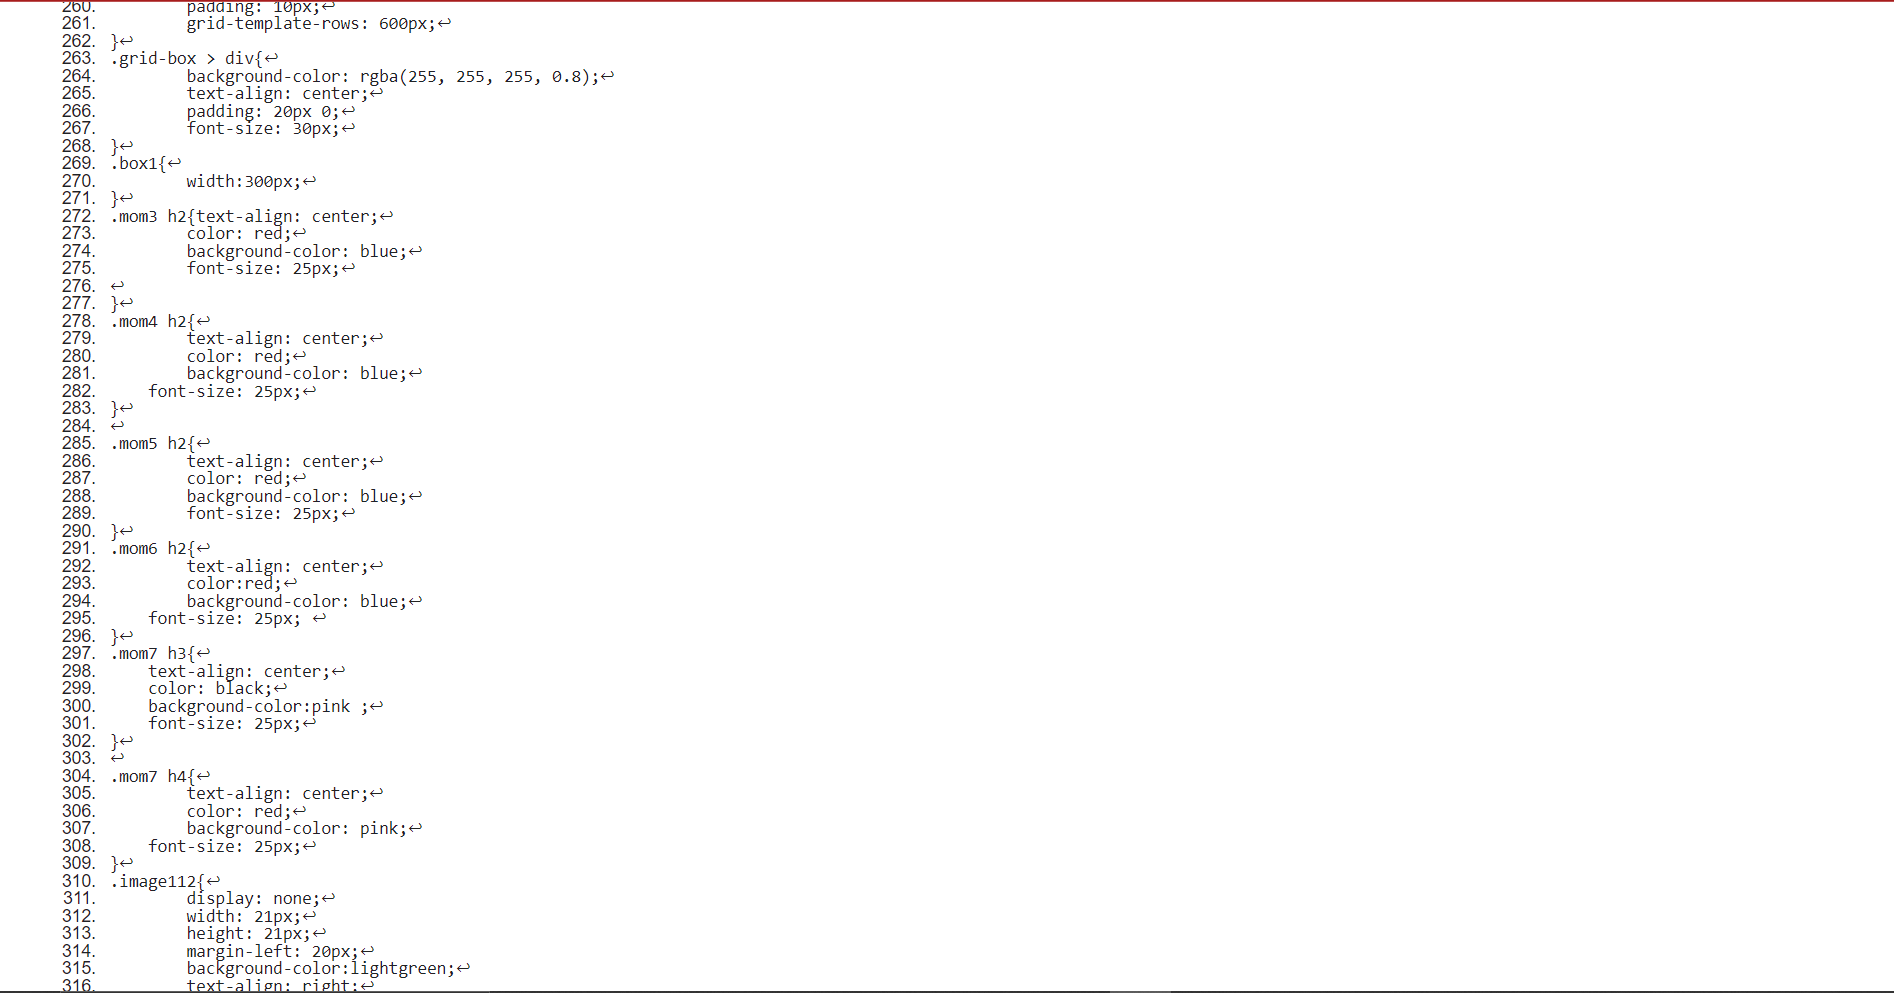 260. padding: 10px;↩
261. grid-template-rows: 600px;↩
262. }↩
263. .grid-box > div{↩
264. background-color: rgba(255, 255, 255, 0.8);↩
265. text-align: center;↩
266. padding: 20px 0;↩
267. font-size: 30px;↩
268. }↩
269. .box1{↩
270. width:300px;↩
271. }↩
272. .mom3 h2{text-align: center;↩
273. color: red;↩
274. background-color: blue;↩
275. font-size: 25px;↩
276. ↩
277. }↩
278. .mom4 h2{↩
279. text-align: center;↩
280. color: red;↩
281. background-color: blue;↩
282. font-size: 25px;↩
283. }↩
284. ↩
285. .mom5 h2{↩
286. text-align: center;↩
287. color: red;↩
288. background-color: blue;↩
289. font-size: 25px;↩
290. }↩
291. .mom6 h2{↩
292. text-align: center;↩
293. color:red;↩
294. background-color: blue;↩
295. font-size: 25px; ↩
296. }↩
297. .mom7 h3{↩
298. text-align: center;↩
299. color: black;↩
300. background-color:pink ;↩
301. font-size: 25px;↩
302. }↩
303. ↩
304. .mom7 h4{↩
305. text-align: center;↩
306. color: red;↩
307. background-color: pink;↩
308. font-size: 25px;↩
309. }↩
310. .image112{↩
311. display: none;↩
312. width: 21px;↩
313. height: 21px;↩
314. margin-left: 20px;↩
315. background-color:lightgreen;↩
316. text-align: right;↩